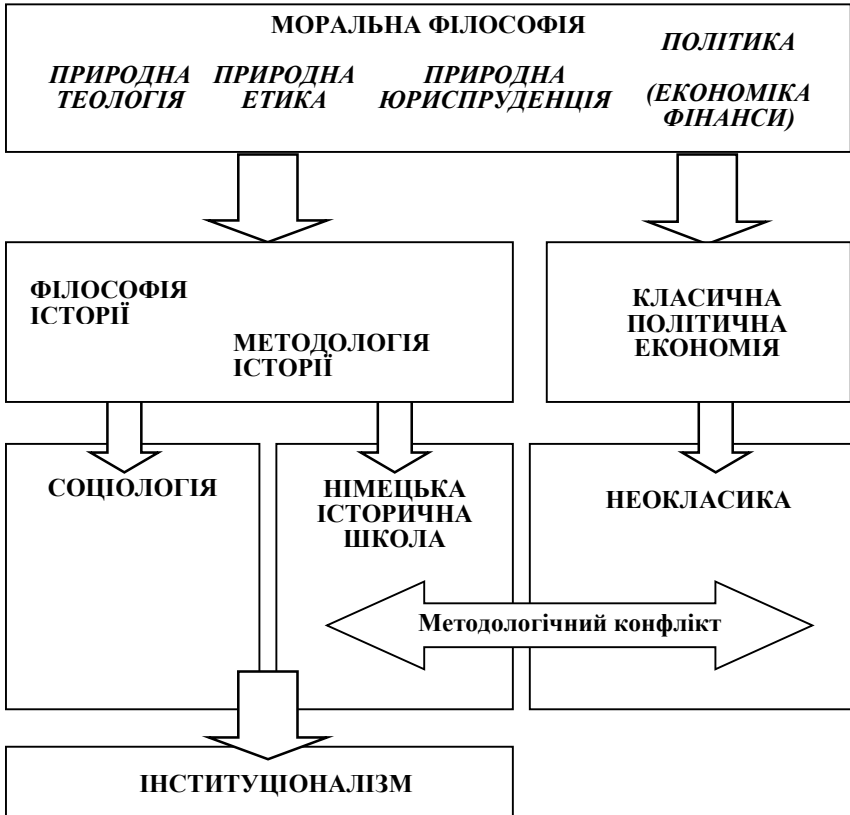 МОРАЛЬНА ФІЛОСОФІЯ
ПРИРОДНА
ТЕОЛОГІЯ
ПРИРОДНА
ЕТИКА
ПРИРОДНА
ЮРИСПРУДЕНЦІЯ
ПОЛІТИКА
(ЕКОНОМІКА
ФІНАНСИ)
ФІЛОСОФІЯ
ІСТОРІЇ
МЕТОДОЛОГІЯ
ІСТОРІЇ
КЛАСИЧНА
ПОЛІТИЧНА
ЕКОНОМІЯ
СОЦІОЛОГІЯ
НІМЕЦЬКА
ІСТОРИЧНА
ШКОЛА
НЕОКЛАСИКА
Методологічний конфлікт
ІНСТИТУЦІОНАЛІЗМ